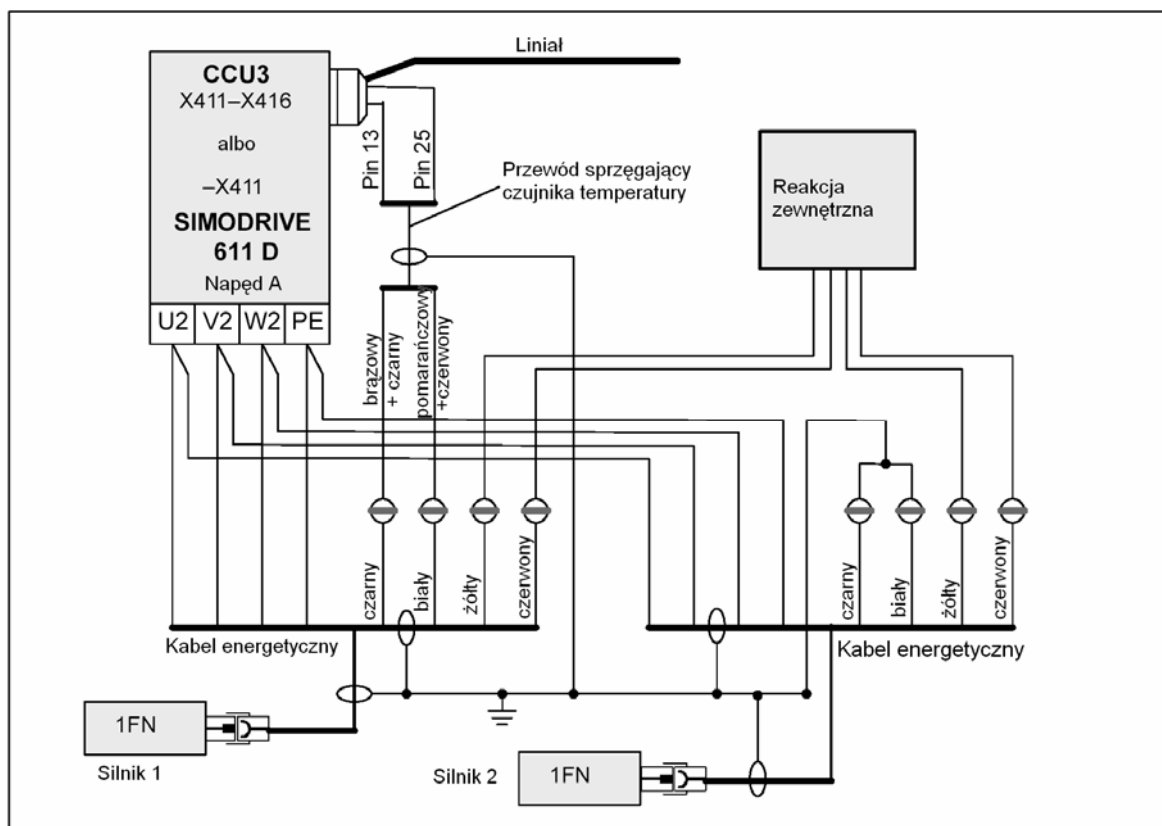 Liniał
CCU3
X411–X416
albo
–X411
SIMODRIVE
611 D
Napęd A
U2
V2
W2
PE
Pin 13
Pin 25
Przewód sprzęgający
czujnika temperatury
Reakcja
zewnętrzna
brązowy
+ czarny
pomarańczowy
+czerwony
czarny
biały
żółty
czerwony
czarny
biały
żółty
czerwony
Kabel energetyczny
Kabel energetyczny
1FN
Silnik 1
Silnik 2
1FN